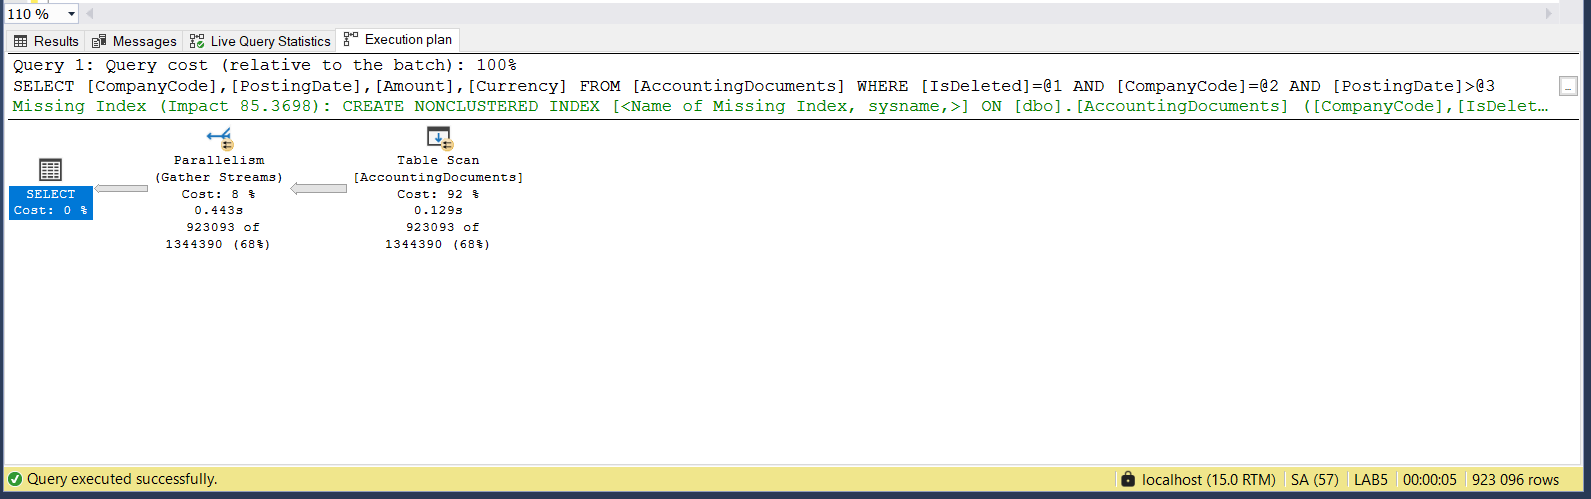 110 %
Results Messages Live Query Statistics Execution plan
Query 1: Query cost (relative to the batch): 100%
SELECT [CompanyCode],[PostingDate],[Amount],[Currency] FROM [AccountingDocuments] WHERE [IsDeleted]=@1 AND [CompanyCode]=@2 AND [PostingDate]>@3
Missing Index (Impact 85.3698): CREATE NONCLUSTERED INDEX [<Name of Missing Index, sysname,>] ON [dbo].[AccountingDocuments] ([CompanyCode],[IsDelet…
SELECT
Cost: 0 %
Parallelism
(Gather Streams)
Cost: 8 %
0.443s
923093 of
1344390 (68%)
Table Scan
[AccountingDocuments]
Cost: 92 %
0.129s
923093 of
1344390 (68%)
Query executed successfully.
localhost (15.0 RTM) SA (57) LAB5 00:00:05 923 096 rows